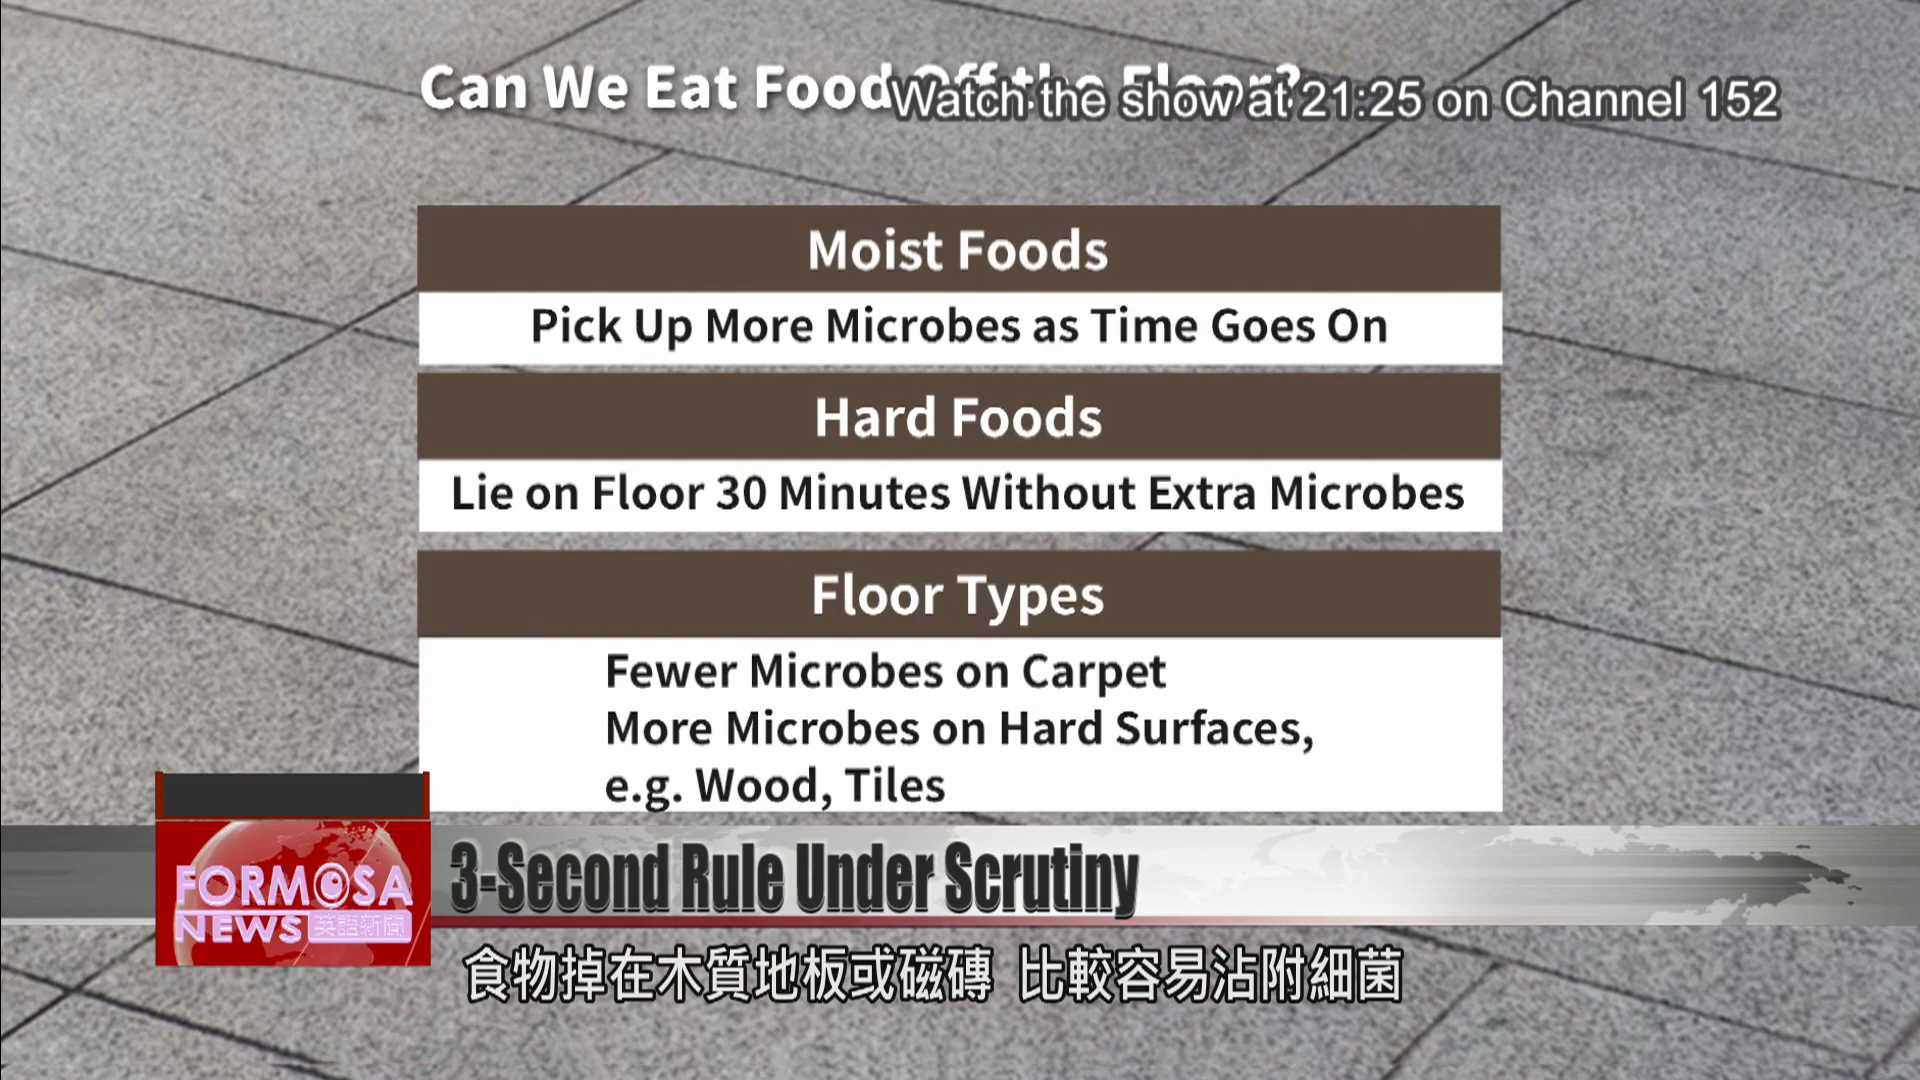 Can We Eat Food Off the Floor?
Watch the show at 21:25 on Channel 152
Moist Foods
Pick Up More Microbes as Time Goes On
Hard Foods
Lie on Floor 30 Minutes Without Extra Microbes
Floor Types
Fewer Microbes on Carpet
More Microbes on Hard Surfaces,
e.g. Wood, Tiles
3-Second Rule Under Scrutiny
FORMOSA
NEWS 英語新聞
食物掉在木質地板或磁磚 比較容易沾附細菌